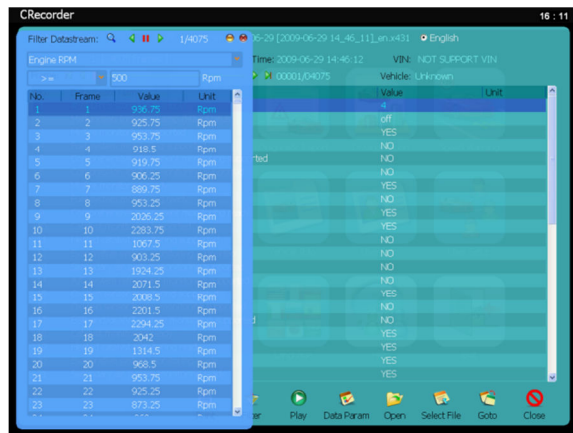 CRecorder 16 : 11
Filter Datastream: 1/4075
06-29 [2009-06-29 14_46_11]_en.x431 English
Engine RPM
Time: 2009-06-29 14:46:12 VIN: NOT SUPPORT VIN
>= 500 Rpm
00001/04075 Vehicle: Unknown
No. Frame Value Unit
Value Unit
1 1 936.75 Rpm
4
2 2 925.75 Rpm
off
3 3 953.75 Rpm
YES
4 4 918.5 Rpm
NO
5 5 919.75 Rpm
rted NO
6 6 906.25 Rpm
NO
7 7 889.75 Rpm
YES
8 8 953.25 Rpm
NO
9 9 2026.25 Rpm
YES
10 10 2283.75 Rpm
YES
11 11 1067.5 Rpm
NO
12 12 903.25 Rpm
NO
13 13 1924.25 Rpm
NO
14 14 2071.5 Rpm
NO
15 15 2008.5 Rpm
YES
16 16 2201.5 Rpm
NO
17 17 2294.25 Rpm
NO
18 18 2042 Rpm
YES
19 19 1314.5 Rpm
YES
20 20 968.5 Rpm
YES
21 21 953.75 Rpm
YES
22 22 925.25 Rpm
23 23 873.25 Rpm
er Play Data Param Open Select File Goto Close